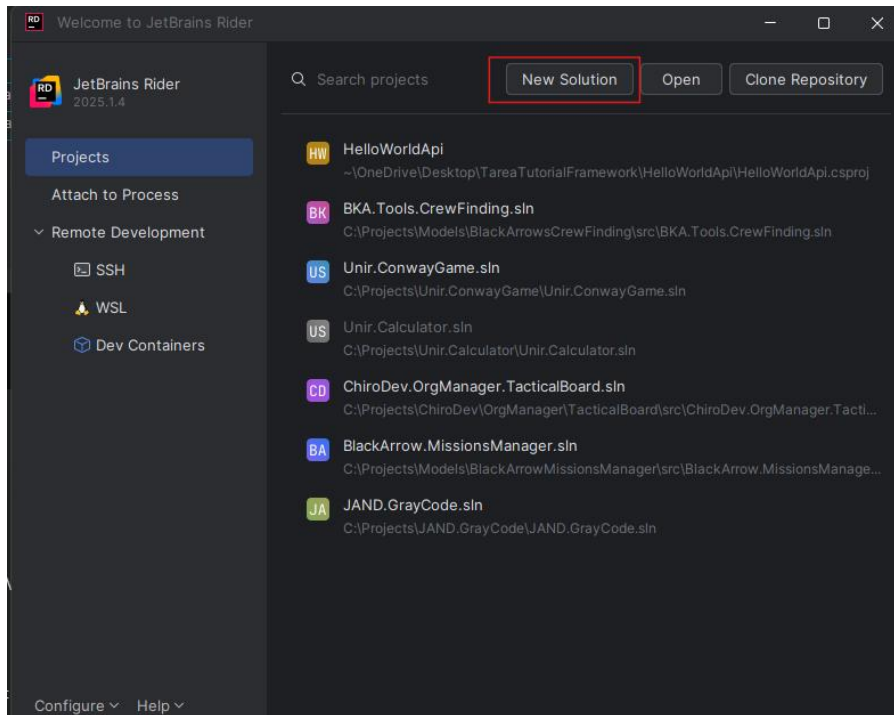 RD
Welcome to JetBrains Rider
RD
JetBrains Rider
2025.1.4
Projects
Attach to Process
Remote Development
SSH
WSL
Dev Containers
Configure
Help
Search projects
New Solution
Open
Clone Repository
HW
HelloWorldApi
~\OneDrive\Desktop\TareaTutorialFramework\HelloWorldApi\HelloWorldApi.csproj
BK
BKA.Tools.CrewFinding.sln
C:\Projects\Models\BlackArrowsCrewFinding\src\BKA.Tools.CrewFinding.sln
US
Unir.ConwayGame.sln
C:\Projects\Unir.ConwayGame\Unir.ConwayGame.sln
US
Unir.Calculator.sln
C:\Projects\Unir.Calculator\Unir.Calculator.sln
CD
ChiroDev.OrgManager.TacticalBoard.sln
C:\Projects\ChiroDev\OrgManager\TacticalBoard\src\ChiroDev.OrgManager.Tacti...
BA
BlackArrow.MissionsManager.sln
C:\Projects\Models\BlackArrowMissionsManager\src\BlackArrow.MissionsManage...
JA
JAND.GrayCode.sln
C:\Projects\JAND.GrayCode\JAND.GrayCode.sln